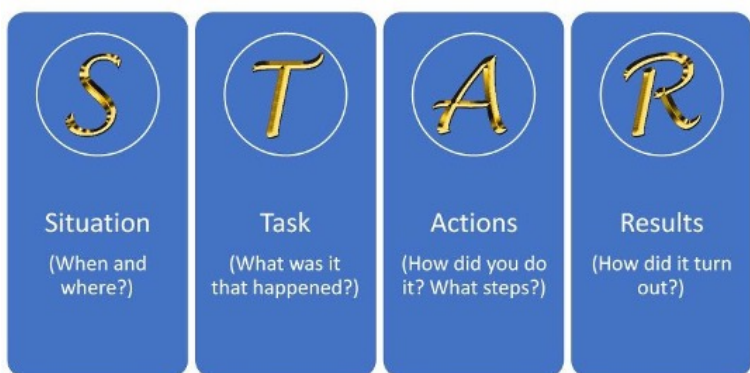 S
Situation
(When and
where?)
T
Task
(What was it
that happened?)
A
Actions
(How did you do
it? What steps?)
R
Results
(How did it turn
out?)